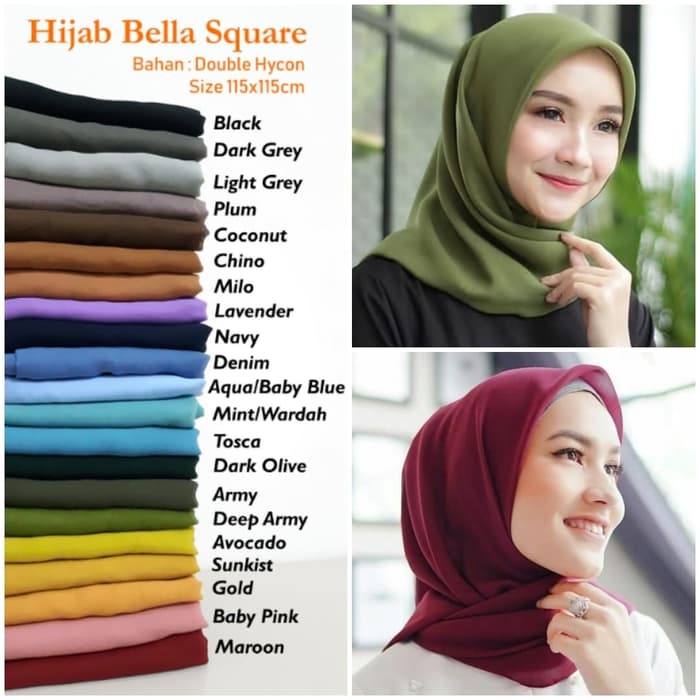 Hijab Bella Square
Bahan : Double Hycon
Size 115x115cm
Black
Dark Grey
Light Grey
Plum
Coconut
Chino
Milo
Lavender
Navy
Denim
Aqua/Baby Blue
Mint/Wardah
Tosca
Dark Olive
Army
Deep Army
Avocado
Sunkist
Gold
Baby Pink
Maroon